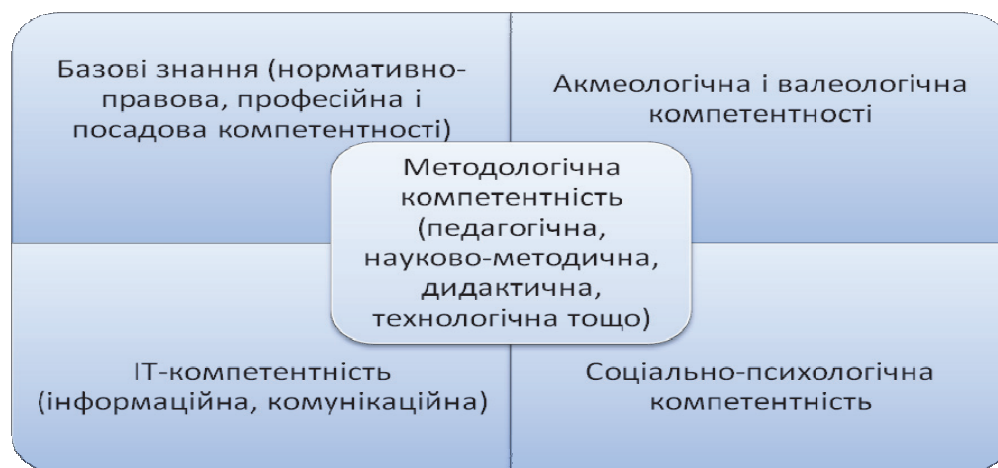 Базові знання (нормативно-
правова, професійна і
посадова компетентності)
Акмеологічна і валеологічна
компетентності
Методологічна
компетентність
(педагогічна,
науково-методична,
дидактична,
технологічна тощо)
ІТ-компетентність
(інформаційна, комунікаційна)
Соціально-психологічна
компетентність